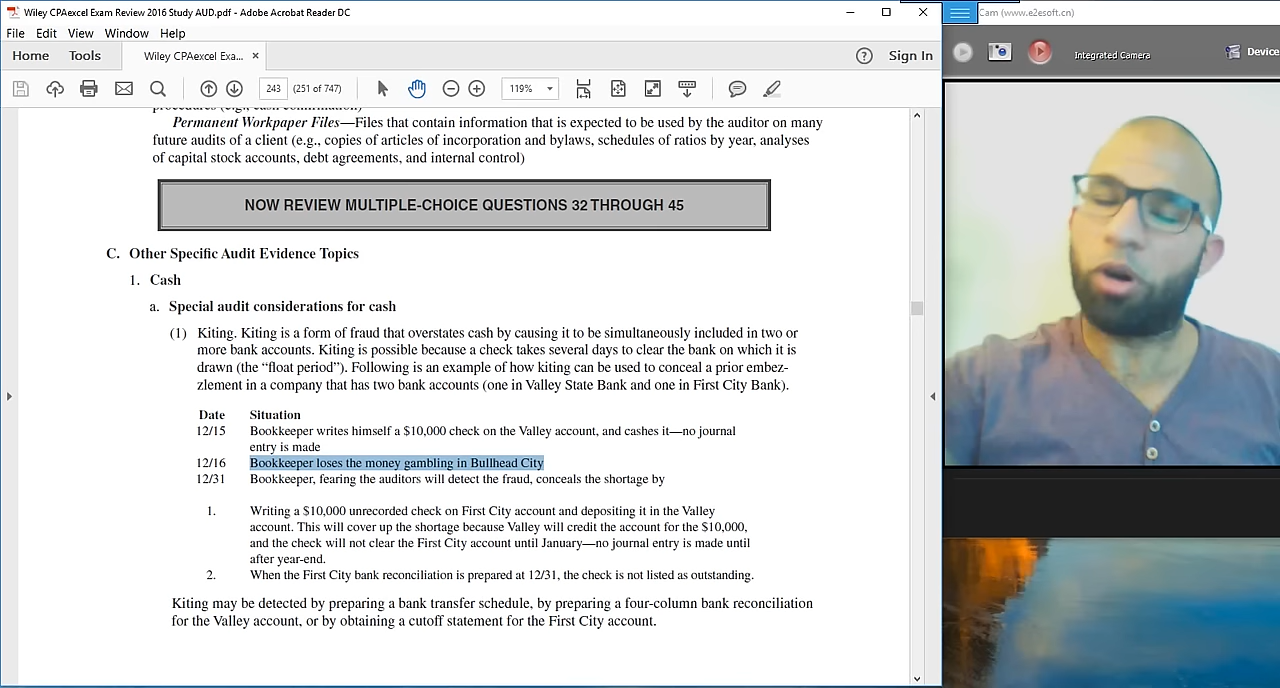 Wiley CPAexcel Exam Review 2016 Study AUD.pdf - Adobe Acrobat Reader DC
Cam (www.e2esoft.cn)
File Edit View Window Help
Home Tools Wiley CPAexcel Exa... × Sign In
Integrated Camera Device
243 (251 of 747) 119%
Permanent Workpaper Files—Files that contain information that is expected to be used by the auditor on many
future audits of a client (e.g., copies of articles of incorporation and bylaws, schedules of ratios by year, analyses
of capital stock accounts, debt agreements, and internal control)
NOW REVIEW MULTIPLE-CHOICE QUESTIONS 32 THROUGH 45
C. Other Specific Audit Evidence Topics
1. Cash
a. Special audit considerations for cash
(1) Kiting. Kiting is a form of fraud that overstates cash by causing it to be simultaneously included in two or
more bank accounts. Kiting is possible because a check takes several days to clear the bank on which it is
drawn (the “float period”). Following is an example of how kiting can be used to conceal a prior embez-
zlement in a company that has two bank accounts (one in Valley State Bank and one in First City Bank).
Date Situation
12/15 Bookkeeper writes himself a $10,000 check on the Valley account, and cashes it—no journal
entry is made
12/16 Bookkeeper loses the money gambling in Bullhead City
12/31 Bookkeeper, fearing the auditors will detect the fraud, conceals the shortage by
1. Writing a $10,000 unrecorded check on First City account and depositing it in the Valley
account. This will cover up the shortage because Valley will credit the account for the $10,000,
and the check will not clear the First City account until January—no journal entry is made until
after year-end.
2. When the First City bank reconciliation is prepared at 12/31, the check is not listed as outstanding.
Kiting may be detected by preparing a bank transfer schedule, by preparing a four-column bank reconciliation
for the Valley account, or by obtaining a cutoff statement for the First City account.